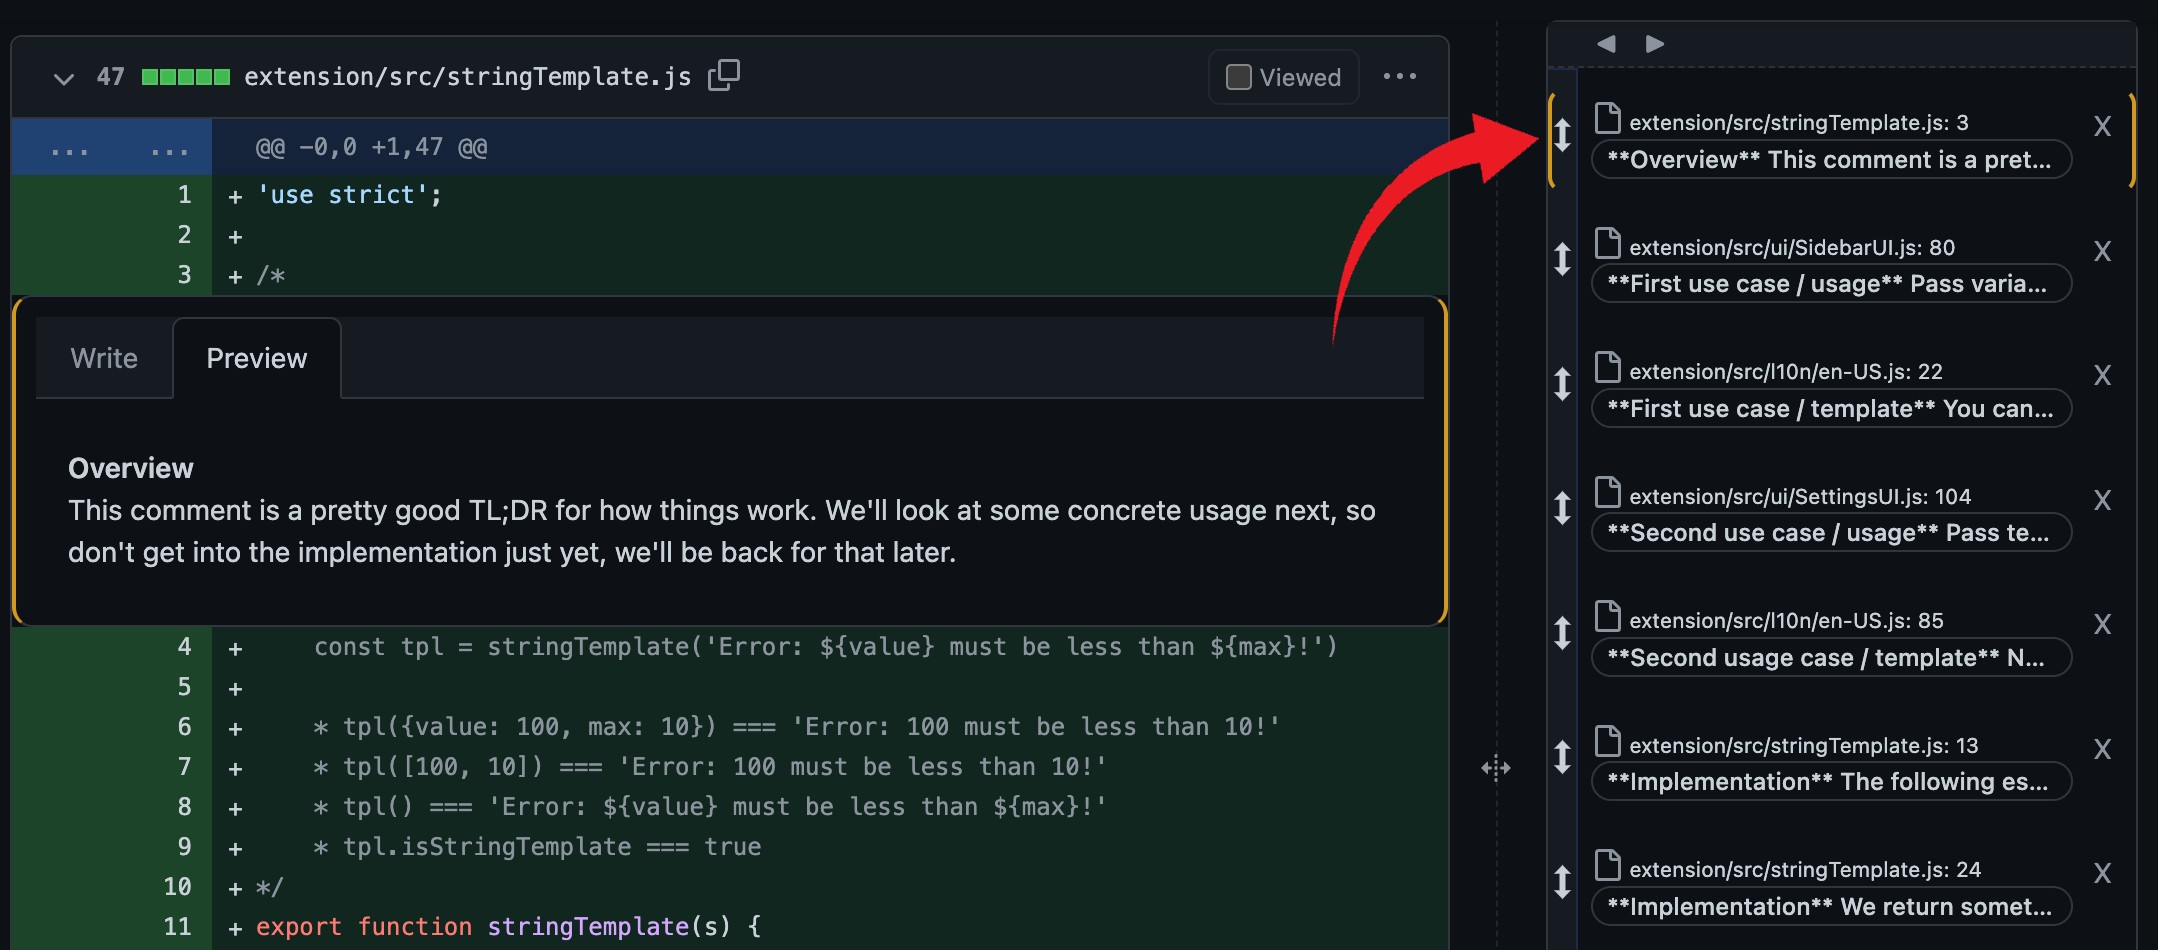 47 extension/src/stringTemplate.js Viewed ...
... ... @@ -0,0 +1,47 @@
1 + 'use strict';
2 +
3 + /*
Write Preview
Overview
This comment is a pretty good TL;DR for how things work. We'll look at some concrete usage next, so
don't get into the implementation just yet, we'll be back for that later.
4 + const tpl = stringTemplate('Error: ${value} must be less than ${max}!')
5 +
6 + * tpl({value: 100, max: 10}) === 'Error: 100 must be less than 10!'
7 + * tpl([100, 10]) === 'Error: 100 must be less than 10!'
8 + * tpl() === 'Error: ${value} must be less than ${max}!'
9 + * tpl.isStringTemplate === true
10 + */
11 + export function stringTemplate(s) {
extension/src/stringTemplate.js: 3 X
**Overview** This comment is a pret...
extension/src/ui/SidebarUI.js: 80 X
**First use case / usage** Pass varia...
extension/src/l10n/en-US.js: 22 X
**First use case / template** You can...
extension/src/ui/SettingsUI.js: 104 X
**Second use case / usage** Pass te...
extension/src/l10n/en-US.js: 85 X
**Second usage case / template** N...
extension/src/stringTemplate.js: 13 X
**Implementation** The following es...
extension/src/stringTemplate.js: 24 X
**Implementation** We return somet...